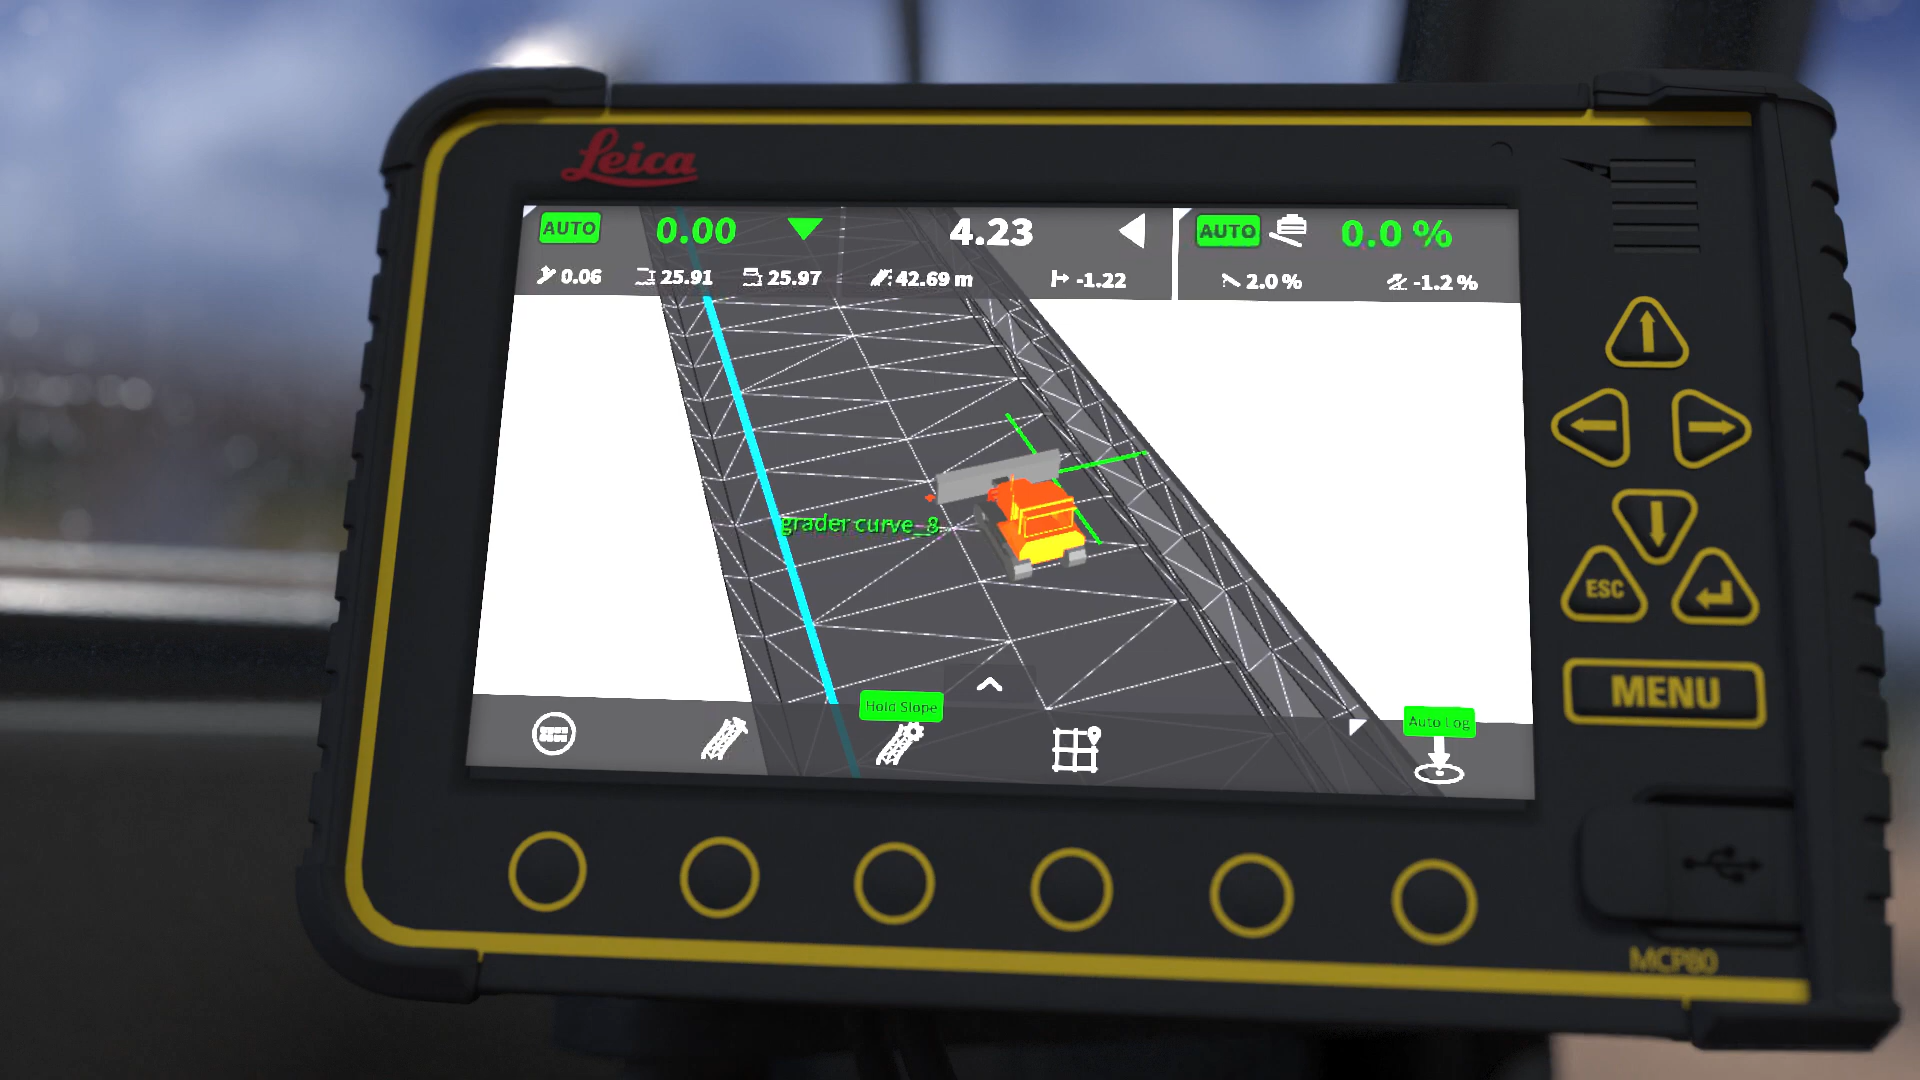 Leica
AUTO 0.00 4.23 AUTO 0.0 %
0.06 25.91 25.97 42.69 m -1.22 2.0 % -1.2 %
grader curve_8
Hold Slope
Auto Log
ESC
MENU
MCP80